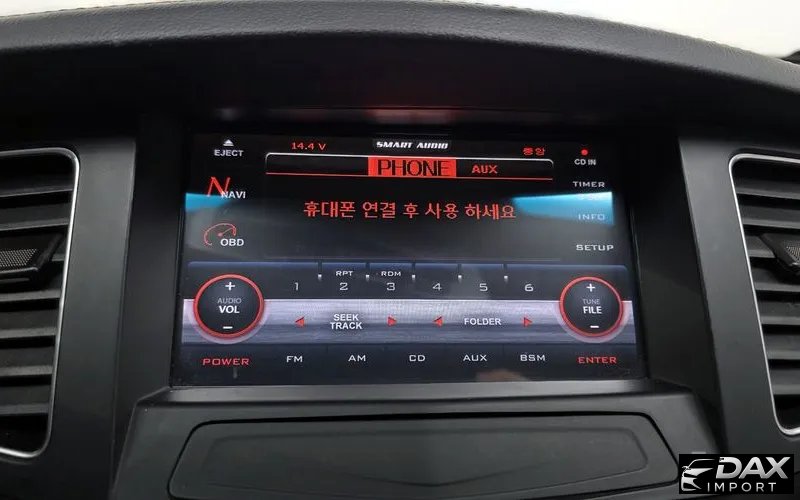 EJECT
14.4 V
SMART AUDIO
통합
CD IN
PHONE AUX
TIMER
N NAVI
휴대폰 연결 후 사용 하세요
INFO
OBD
SETUP
RPT RDM
1 2 3 4 5 6
+
AUDIO
VOL
−
SEEK
TRACK
FOLDER
+
TUNE
FILE
−
POWER
FM AM CD AUX BSM
ENTER
DAX
IMPORT